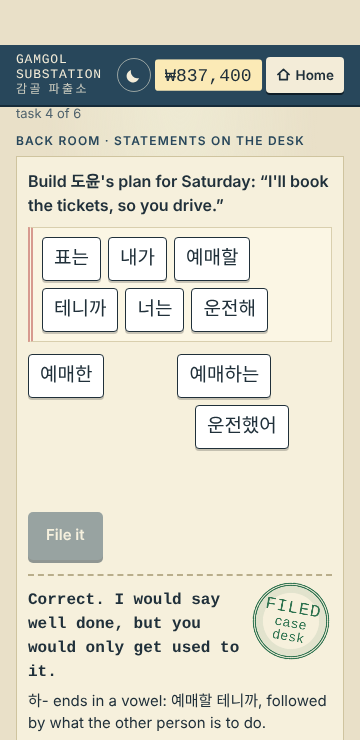 GAMGOL
SUBSTATION
감골 파출소
₩837,400
Home
task 4 of 6
BACK ROOM · STATEMENTS ON THE DESK
Build 도윤's plan for Saturday: “I'll book
the tickets, so you drive.”
표는 내가 예매할
테니까 너는 운전해
예매한 예매하는
운전했어
File it
Correct. I would say
well done, but you
would only get used to
it.
FILED
case
desk
하- ends in a vowel: 예매할 테니까, followed
by what the other person is to do.